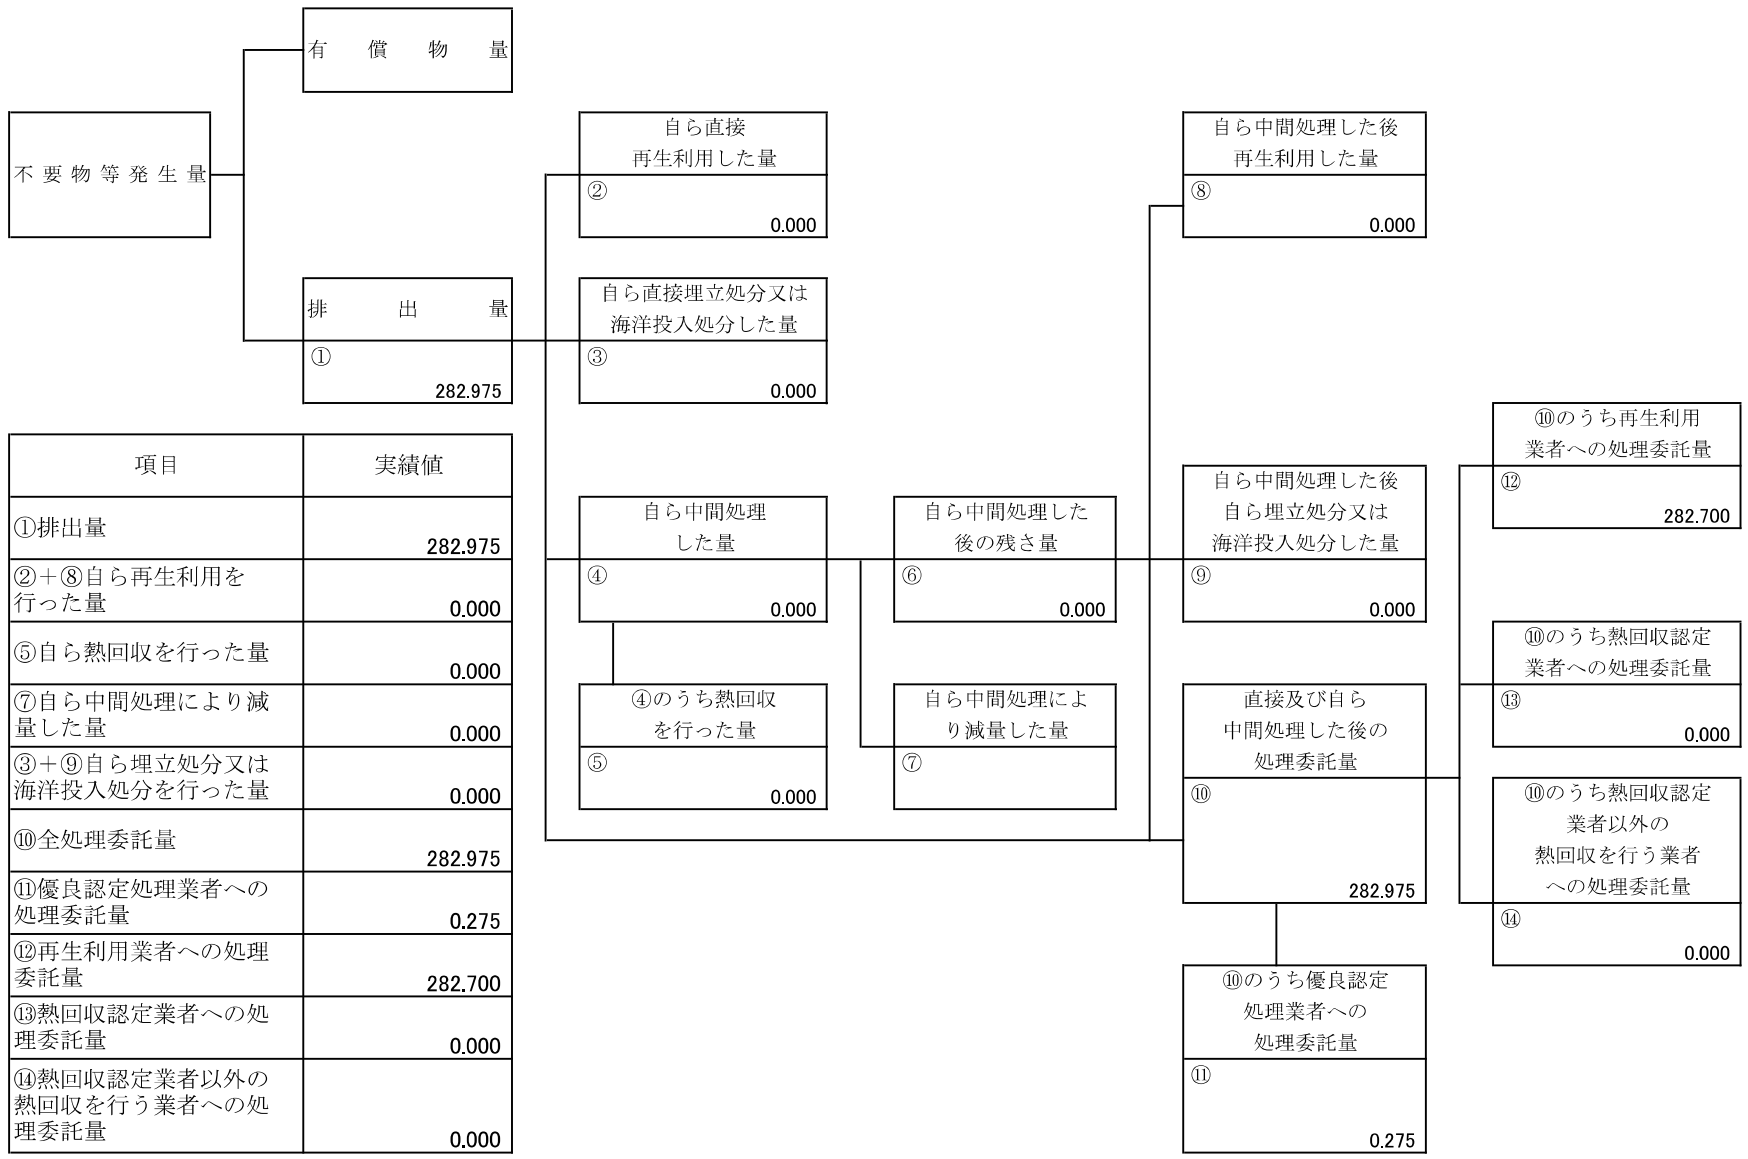 有償物量
不要物等発生量
排出量
①
282.975
自ら直接
再生利用した量
②
0.000
自ら直接埋立処分又は
海洋投入処分した量
③
0.000
自ら中間処理
した量
④
0.000
④のうち熱回収
を行った量
⑤
0.000
自ら中間処理した
後の残さ量
⑥
0.000
自ら中間処理によ
り減量した量
⑦
自ら中間処理した後
再生利用した量
⑧
0.000
自ら中間処理した後
自ら埋立処分又は
海洋投入処分した量
⑨
0.000
直接及び自ら
中間処理した後の
処理委託量
⑩
282.975
⑩のうち優良認定
処理業者への
処理委託量
⑪
0.275
⑩のうち再生利用
業者への処理委託量
⑫
282.700
⑩のうち熱回収認定
業者への処理委託量
⑬
0.000
⑩のうち熱回収認定
業者以外の
熱回収を行う業者
への処理委託量
⑭
0.000
項目 実績値
①排出量
282.975
②＋⑧自ら再生利用を
行った量
0.000
⑤自ら熱回収を行った量
0.000
⑦自ら中間処理により減
量した量
0.000
③＋⑨自ら埋立処分又は
海洋投入処分を行った量
0.000
⑩全処理委託量
282.975
⑪優良認定処理業者への
処理委託量
0.275
⑫再生利用業者への処理
委託量
282.700
⑬熱回収認定業者への処
理委託量
0.000
⑭熱回収認定業者以外の
熱回収を行う業者への処
理委託量
0.000